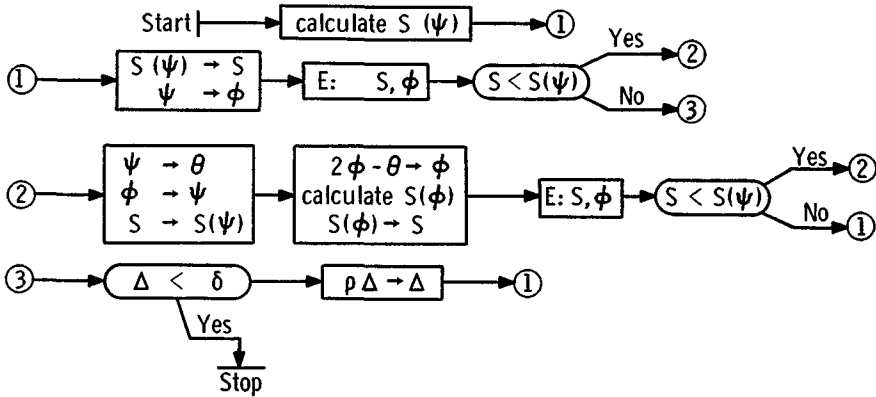 Start calculate S (ψ) ①
Yes
① S (ψ) → S E: S, ϕ S < S(ψ) ②
ψ → ϕ No ③
② ψ → θ 2ϕ - θ → ϕ E: S, ϕ S < S(ψ) Yes ②
ϕ → ψ calculate S(ϕ) No ①
S → S(ψ) S(ϕ) → S
③ Δ < δ ρ Δ → Δ ①
Yes
Stop